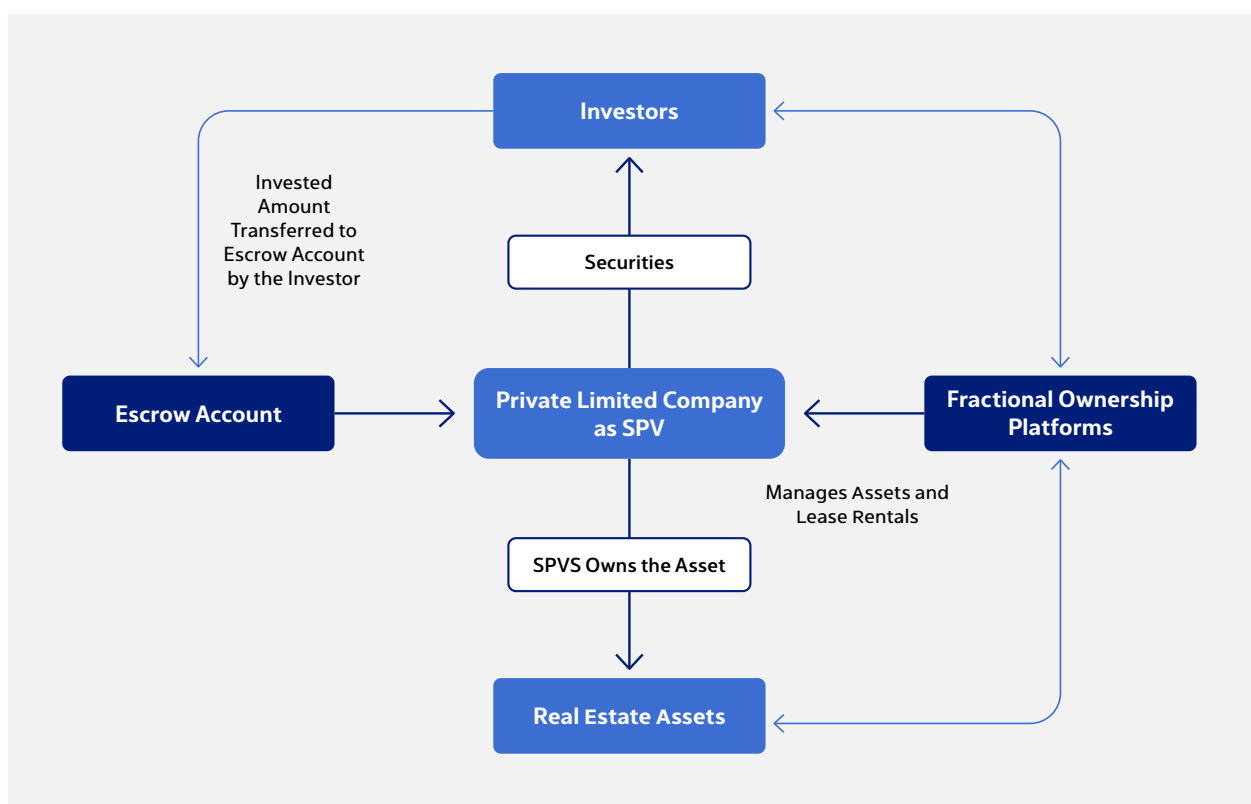 Investors
Invested
Amount
Transferred to
Escrow Account
by the Investor
Securities
Escrow Account
Private Limited Company
as SPV
Fractional Ownership
Platforms
Manages Assets and
Lease Rentals
SPVS Owns the Asset
Real Estate Assets